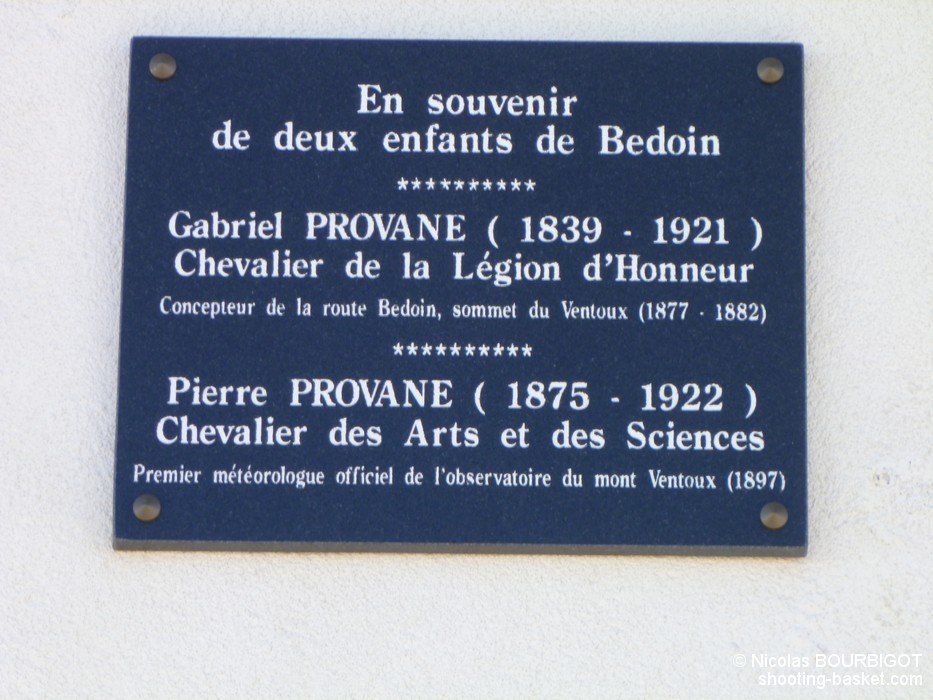 En souvenir
de deux enfants de Bedoin
**********
Gabriel PROVANE ( 1839 - 1921 )
Chevalier de la Légion d'Honneur
Concepteur de la route Bedoin, sommet du Ventoux (1877 - 1882)
**********
Pierre PROVANE ( 1875 - 1922 )
Chevalier des Arts et des Sciences
Premier météorologue officiel de l'observatoire du mont Ventoux (1897)
© Nicolas BOURBIGOT
shooting-basket.com